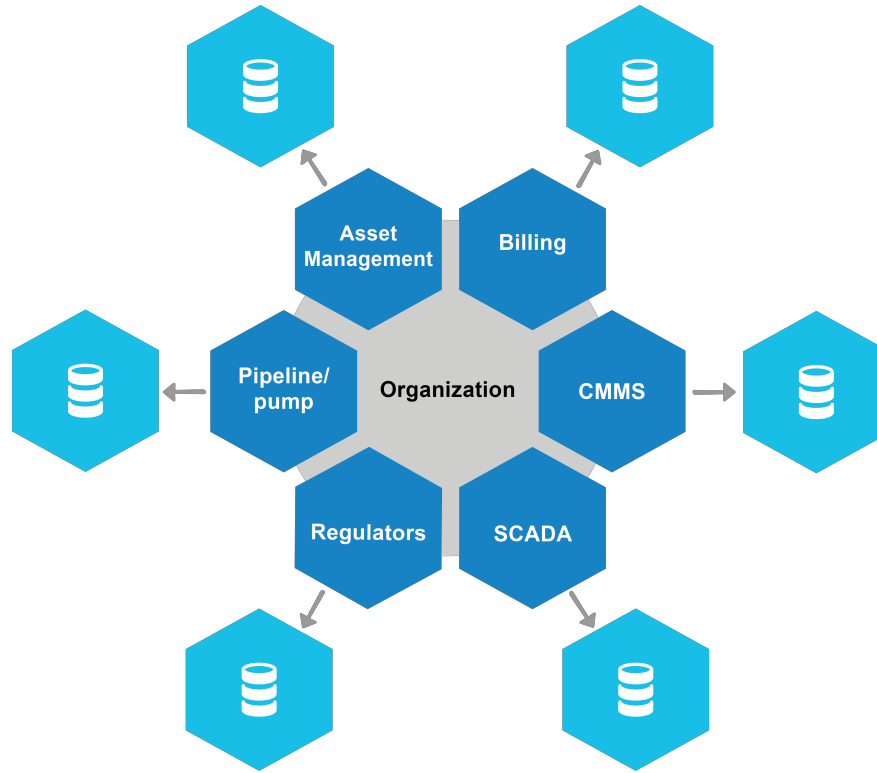 Asset
Management
Billing
Pipeline/
pump
Organization
CMMS
Regulators
SCADA